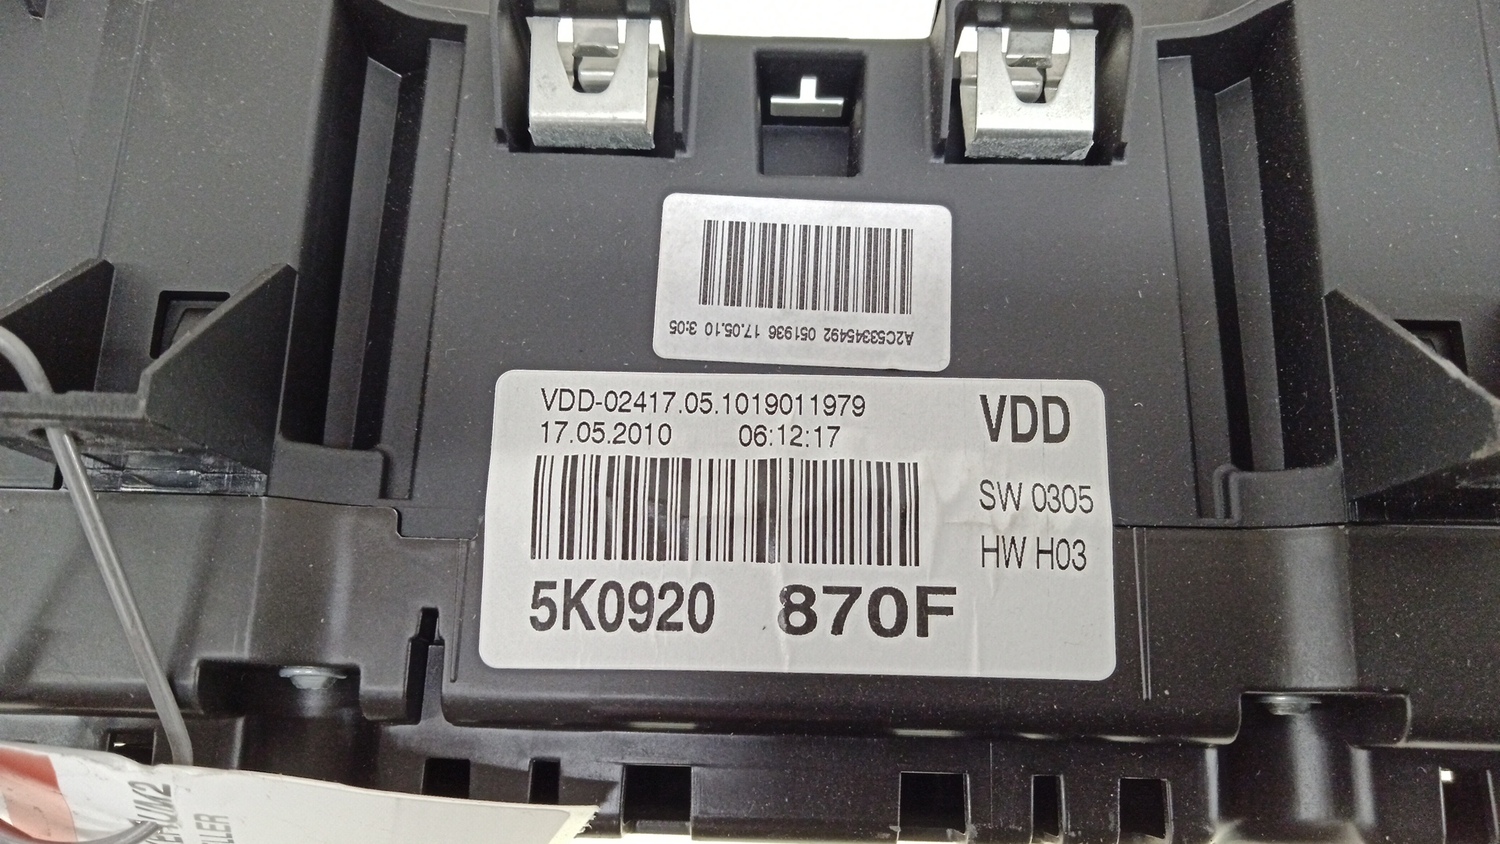 A2C53345492 051936 17.05.10 3:05
VDD-02417.05.1019011979
17.05.2010 06:12:17
VDD
SW 0305
HW H03
5K0920 870F